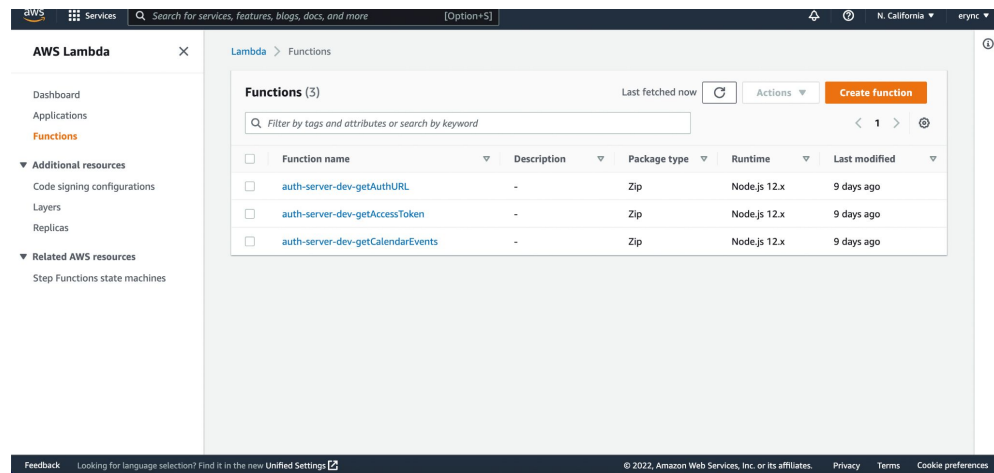 aws Services Search for services, features, blogs, docs, and more [Option+S] N. California ▼ erync ▼
AWS Lambda ×
Dashboard
Applications
Functions
▼ Additional resources
Code signing configurations
Layers
Replicas
▼ Related AWS resources
Step Functions state machines
Lambda > Functions
Functions (3) Last fetched now Actions ▼ Create function
Filter by tags and attributes or search by keyword < 1 >
Function name Description Package type Runtime Last modified
auth-server-dev-getAuthURL - Zip Node.js 12.x 9 days ago
auth-server-dev-getAccessToken - Zip Node.js 12.x 9 days ago
auth-server-dev-getCalendarEvents - Zip Node.js 12.x 9 days ago
Feedback Looking for language selection? Find it in the new Unified Settings © 2022, Amazon Web Services, Inc. or its affiliates. Privacy Terms Cookie preferences